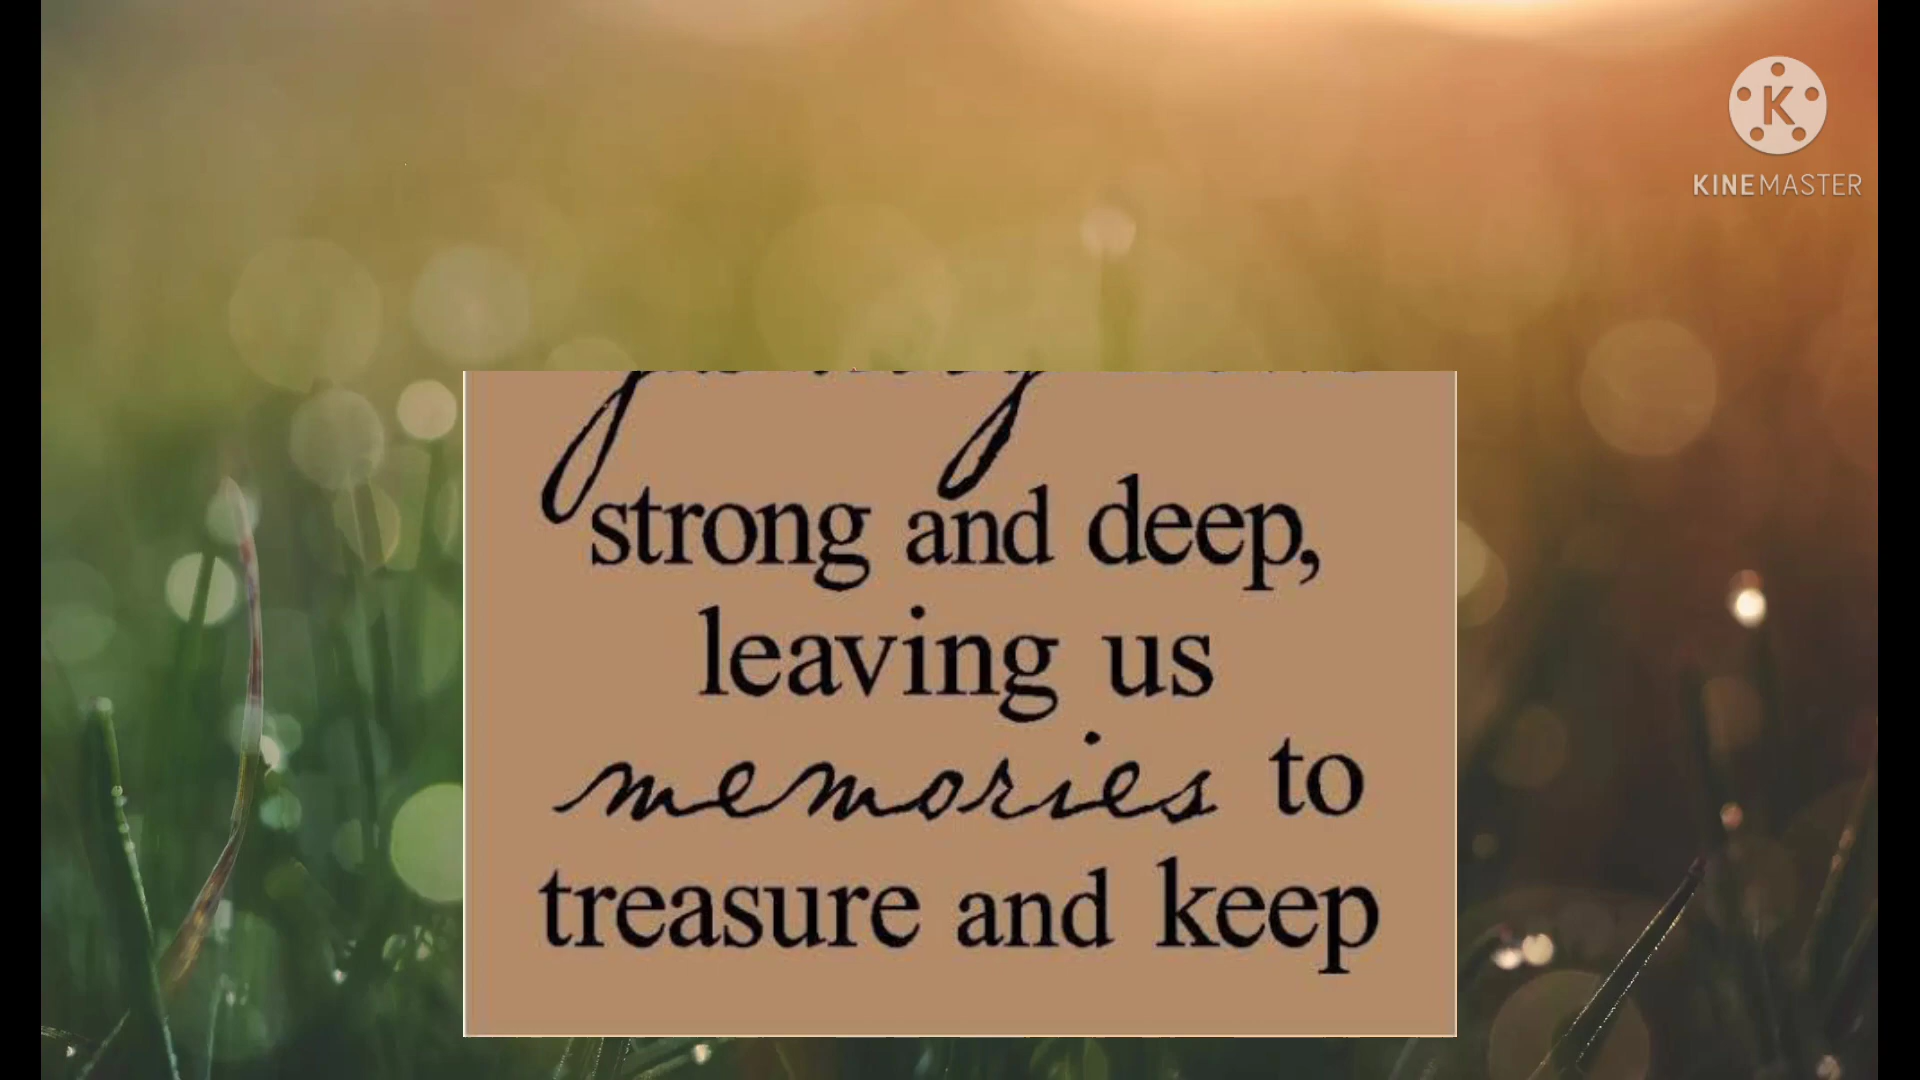 K
KINEMASTER
strong and deep,
leaving us
memories to
treasure and keep